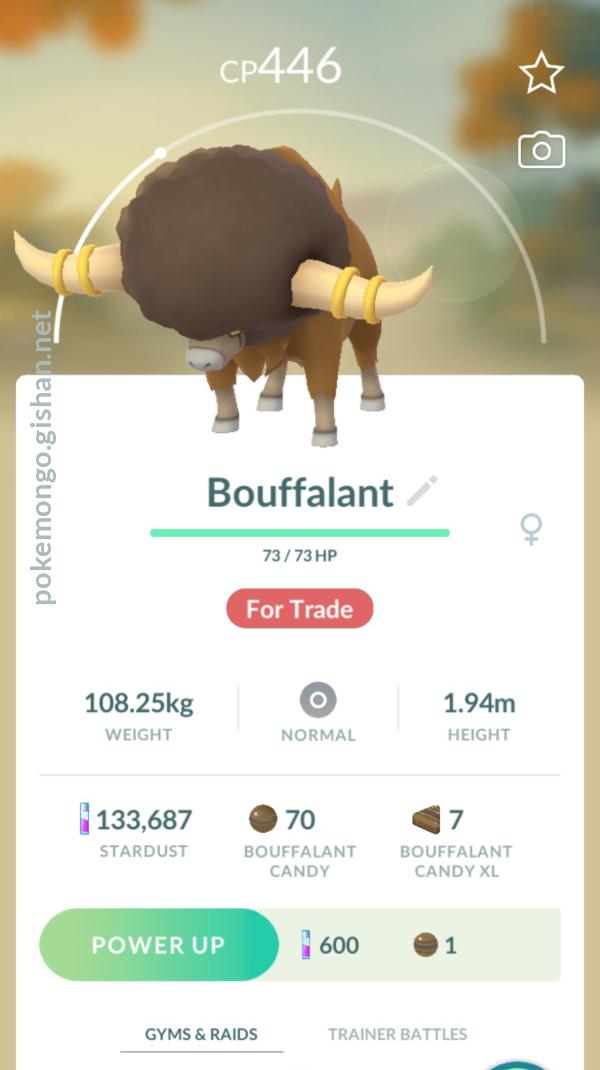 CP446
pokemongo.gishan.net
Bouffalant
73 / 73 HP
For Trade
108.25kg
WEIGHT
NORMAL
1.94m
HEIGHT
133,687
STARDUST
70
BOUFFALANT
CANDY
7
BOUFFALANT
CANDY XL
POWER UP
600
1
GYMS & RAIDS
TRAINER BATTLES